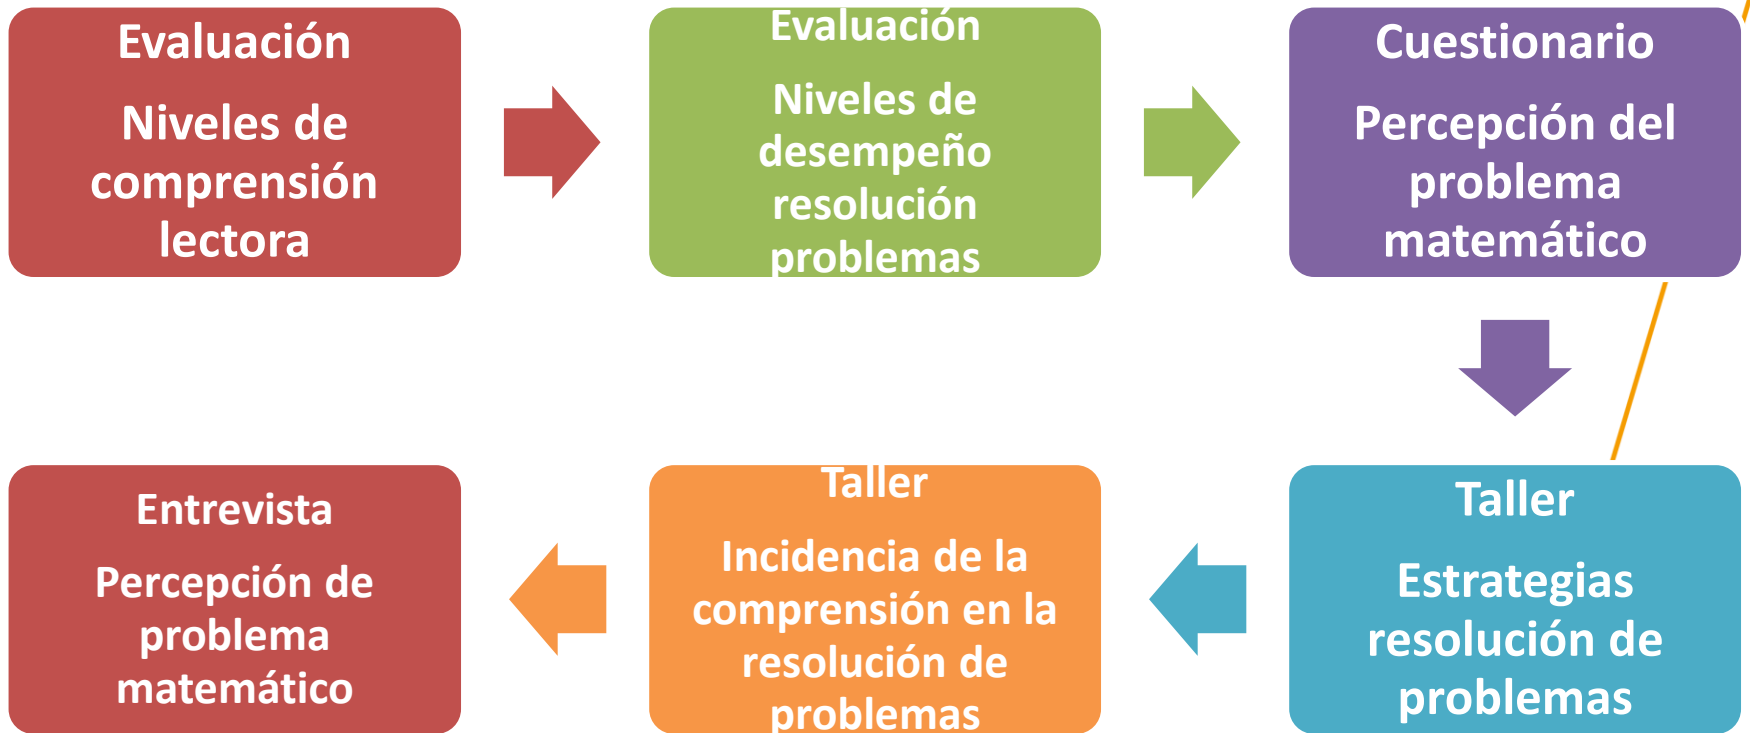 Evaluación
Niveles de
comprensión
lectora
Evaluación
Niveles de
desempeño
resolución
problemas
Cuestionario
Percepción del
problema
matemático
Taller
Estrategias
resolución de
problemas
Taller
Incidencia de la
comprensión en la
resolución de
problemas
Entrevista
Percepción de
problema
matemático